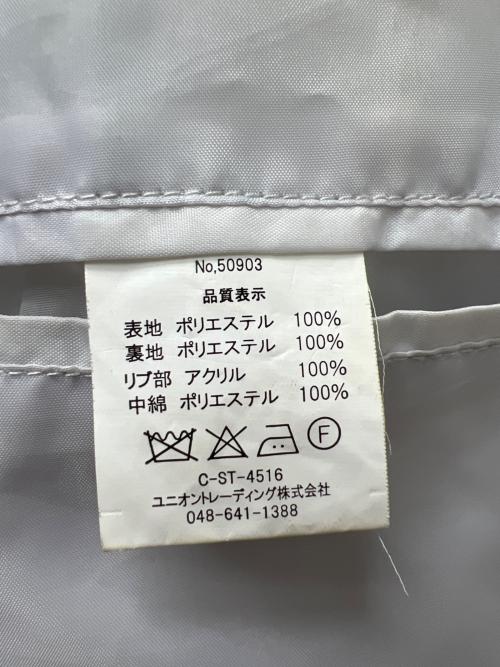 No,50903
品質表示
表地 ポリエステル 100%
裏地 ポリエステル 100%
リブ部 アクリル 100%
中綿 ポリエステル 100%
F
C-ST-4516
ユニオントレーディング株式会社
048-641-1388